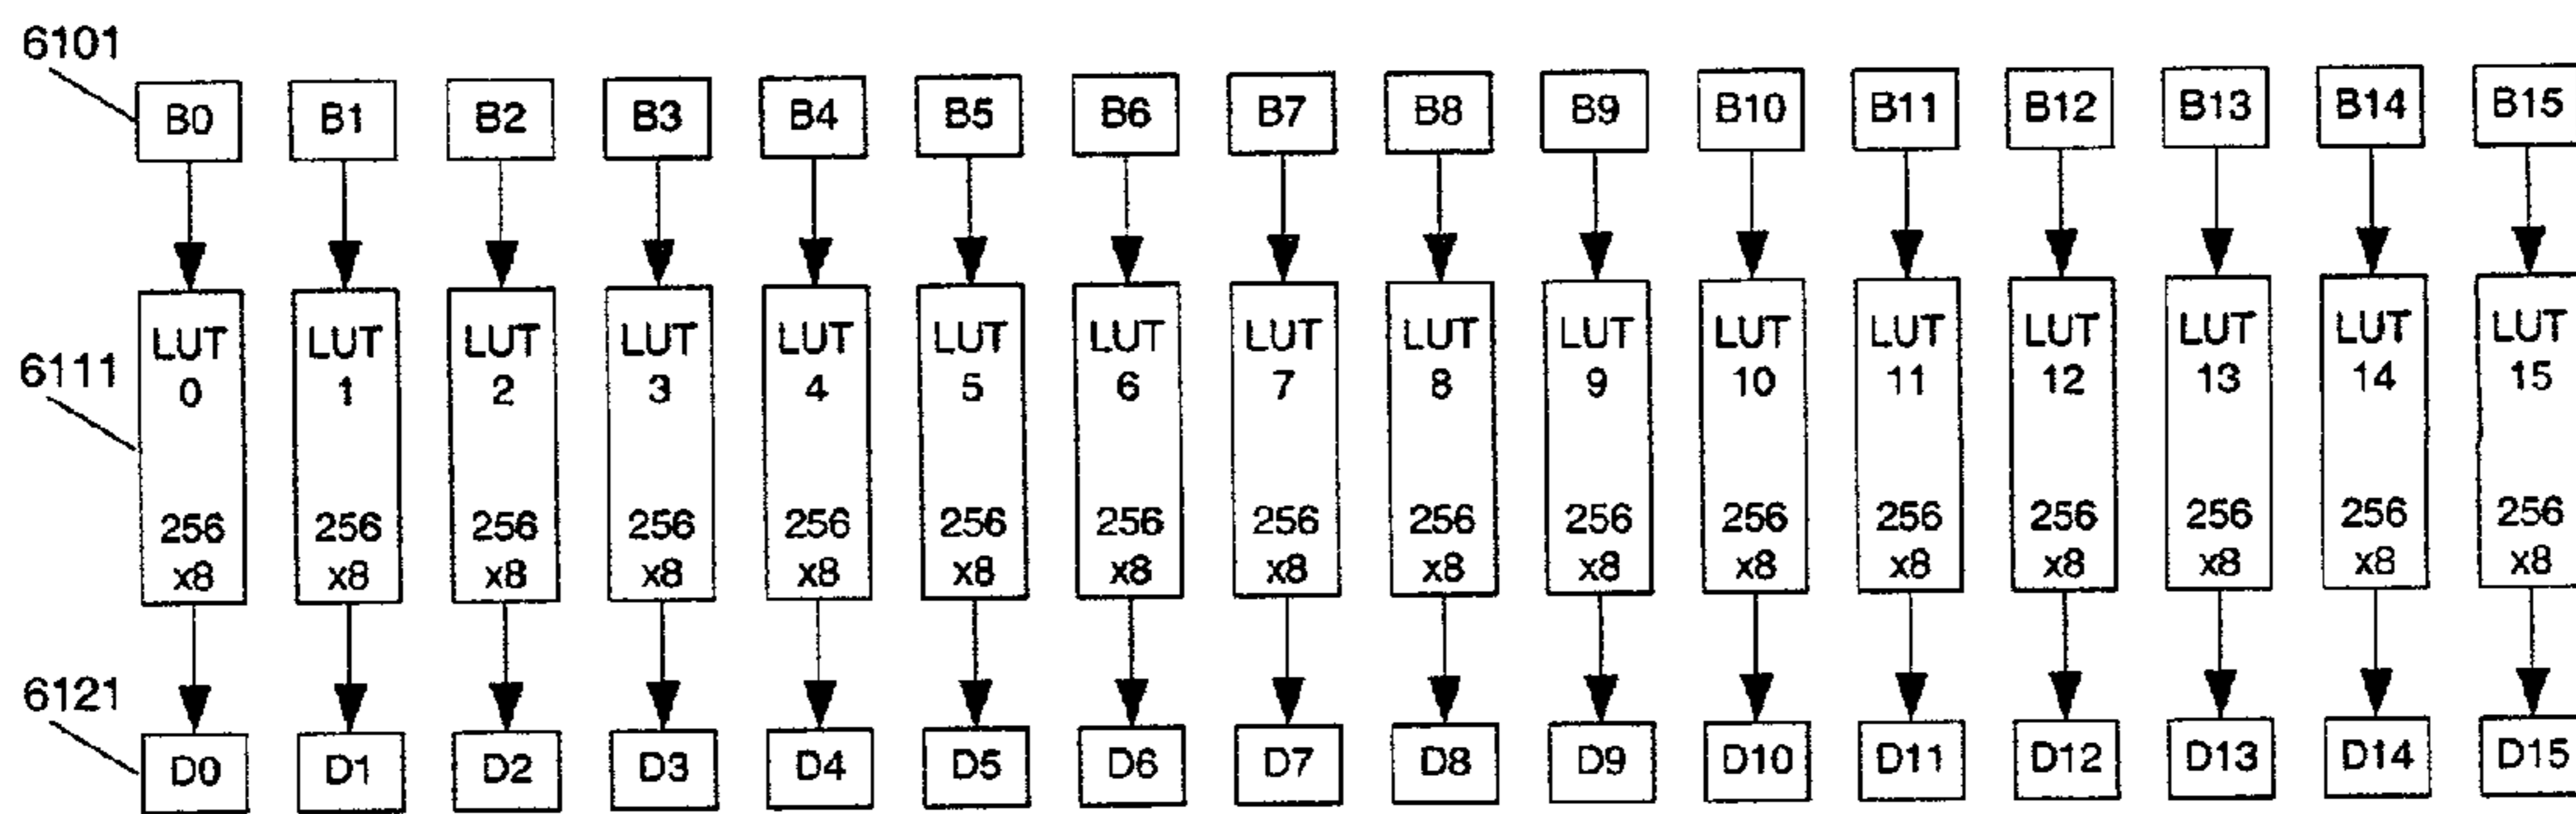 6101
B0 B1 B2 B3 B4 B5 B6 B7 B8 B9 B10 B11 B12 B13 B14 B15
LUT LUT LUT LUT LUT LUT LUT LUT LUT LUT LUT LUT LUT LUT LUT LUT
6111
0 1 2 3 4 5 6 7 8 9 10 11 12 13 14 15
256 256 256 256 256 256 256 256 256 256 256 256 256 256 256 256
x8 x8 x8 x8 x8 x8 x8 x8 x8 x8 x8 x8 x8 x8 x8 x8
6121
D0 D1 D2 D3 D4 D5 D6 D7 D8 D9 D10 D11 D12 D13 D14 D15